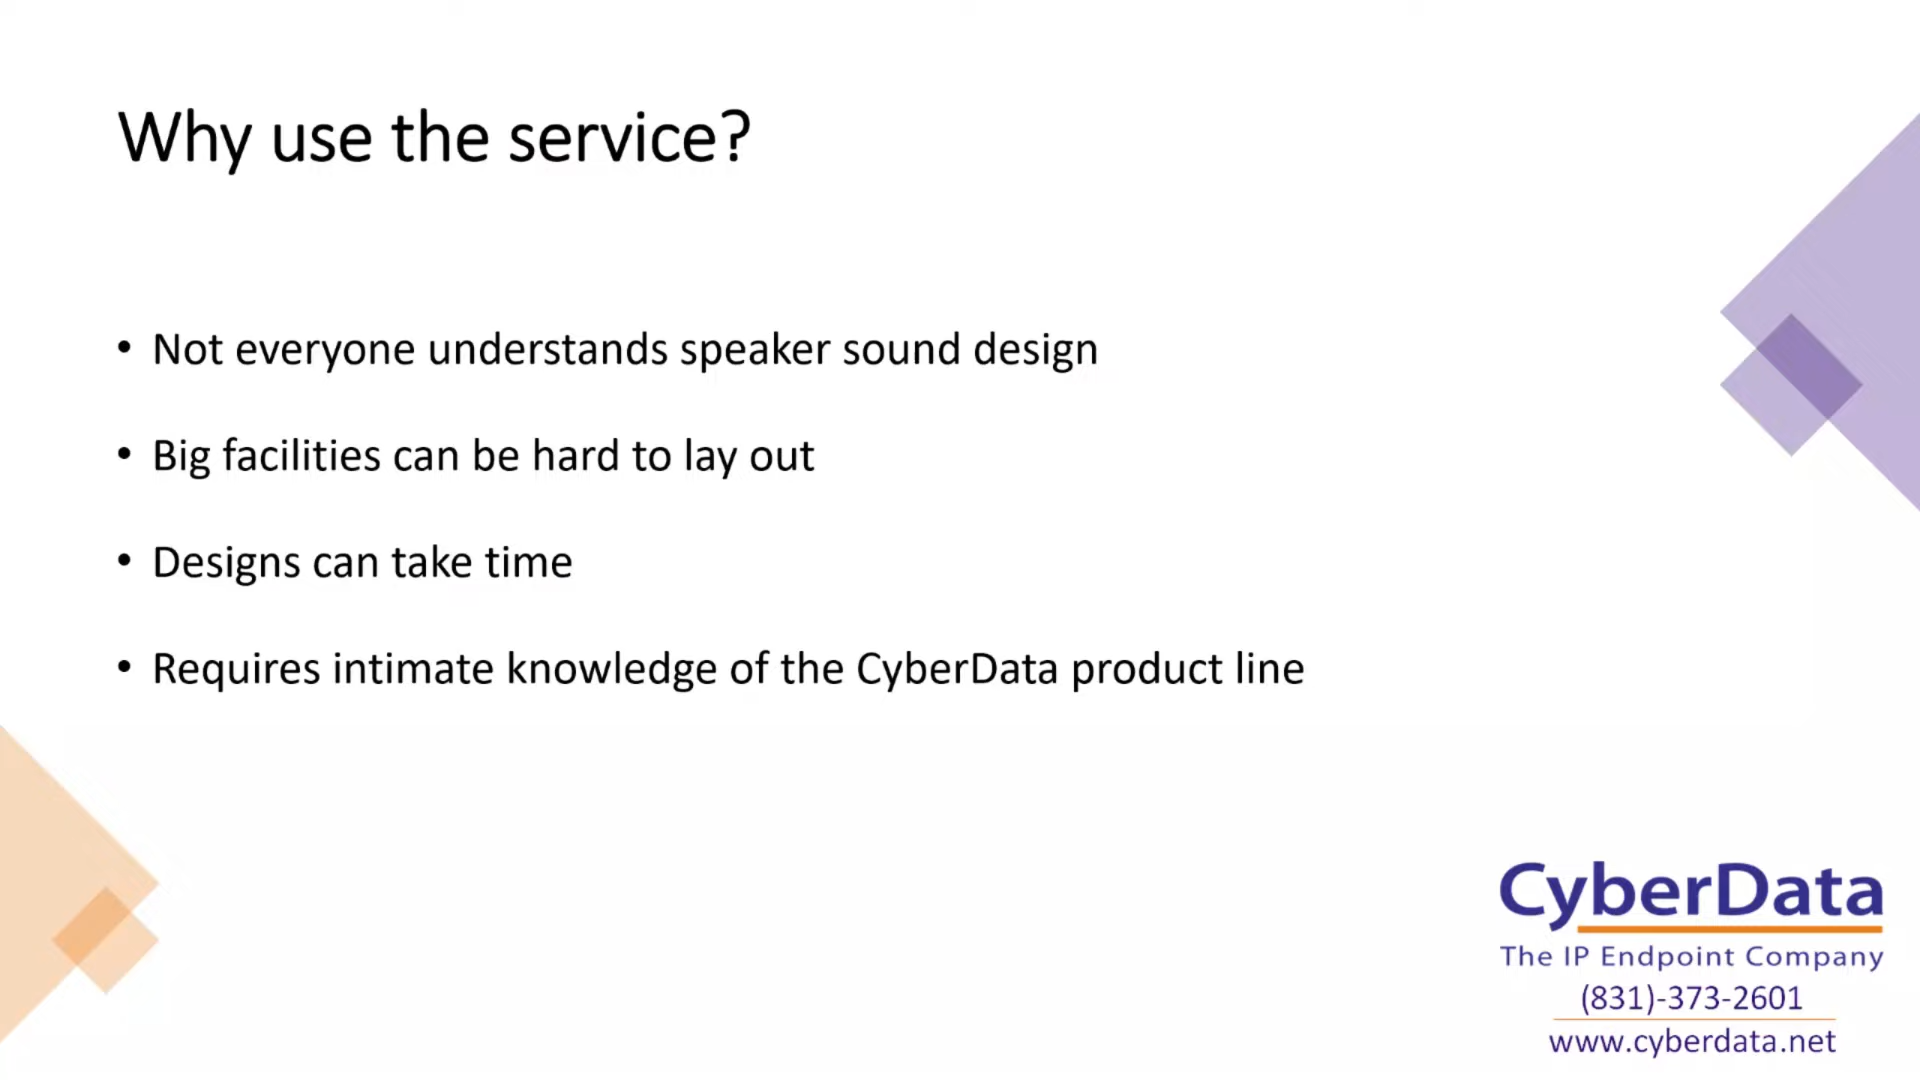 Why use the service?
• Not everyone understands speaker sound design
• Big facilities can be hard to lay out
• Designs can take time
• Requires intimate knowledge of the CyberData product line
CyberData
The IP Endpoint Company
(831)-373-2601
www.cyberdata.net